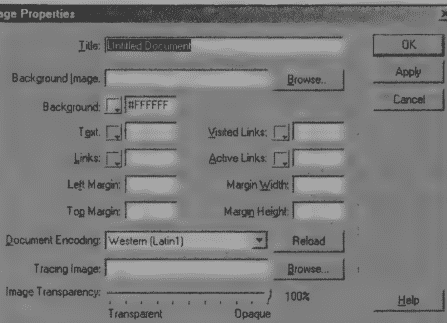 age Properties
Title: Untitled Document
OK
Background Image: Browse...
Apply
Background: #FFFFFF
Cancel
Text: Visited Links:
Links: Active Links:
Left Margin: Margin Width:
Top Margin: Margin Height:
Document Encoding: Western (Latin1) Reload
Tracing Image: Browse...
Image Transparency: 100%
Transparent Opaque
Help